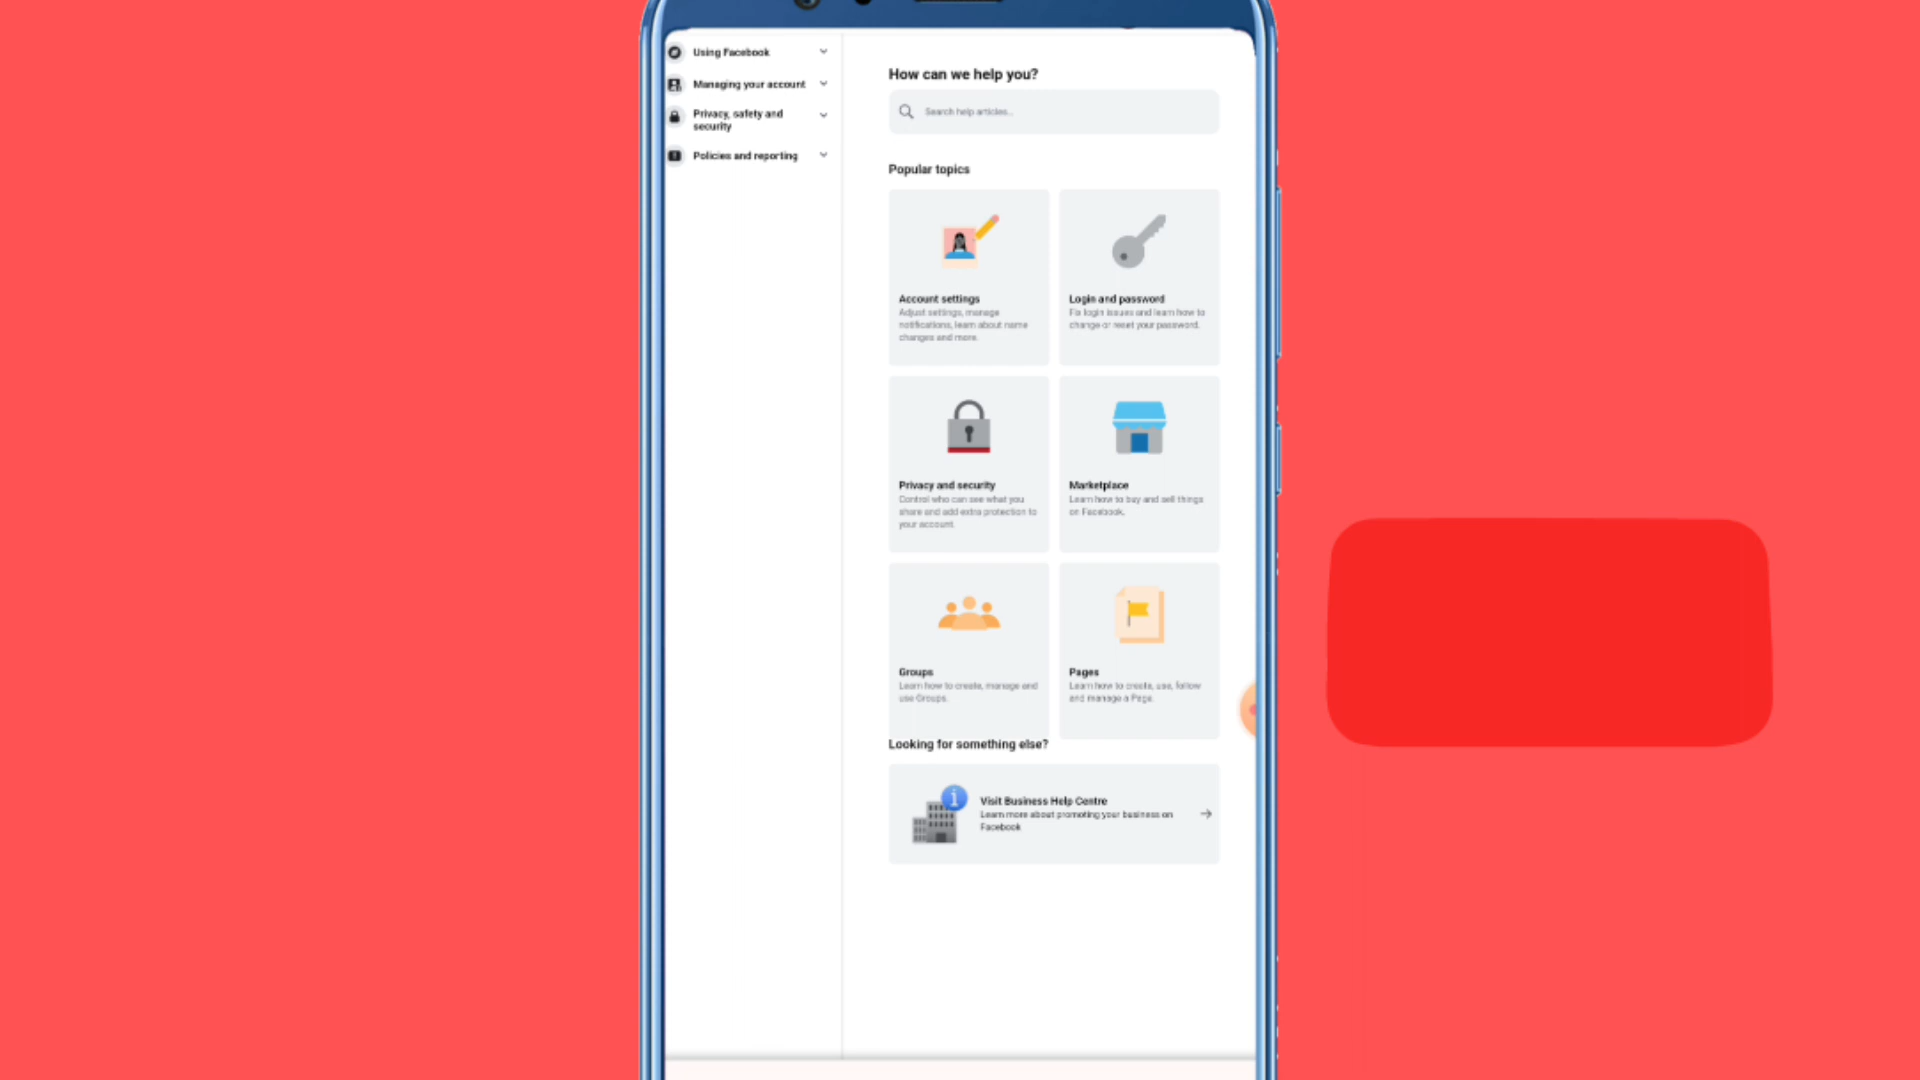 Using Facebook
Managing your account
Privacy, safety and
security
Policies and reporting
How can we help you?
Search help articles...
Popular topics
Account settings
Adjust settings, manage
notifications, learn about name
changes and more.
Login and password
Fix login issues and learn how to
change or reset your password.
Privacy and security
Control who can see what you
share and add extra protection to
your account.
Marketplace
Learn how to buy and sell things
on Facebook.
Groups
Learn how to create, manage and
use Groups.
Pages
Learn how to create, use, follow
and manage a Page.
Looking for something else?
Visit Business Help Centre
Learn more about promoting your business on
Facebook